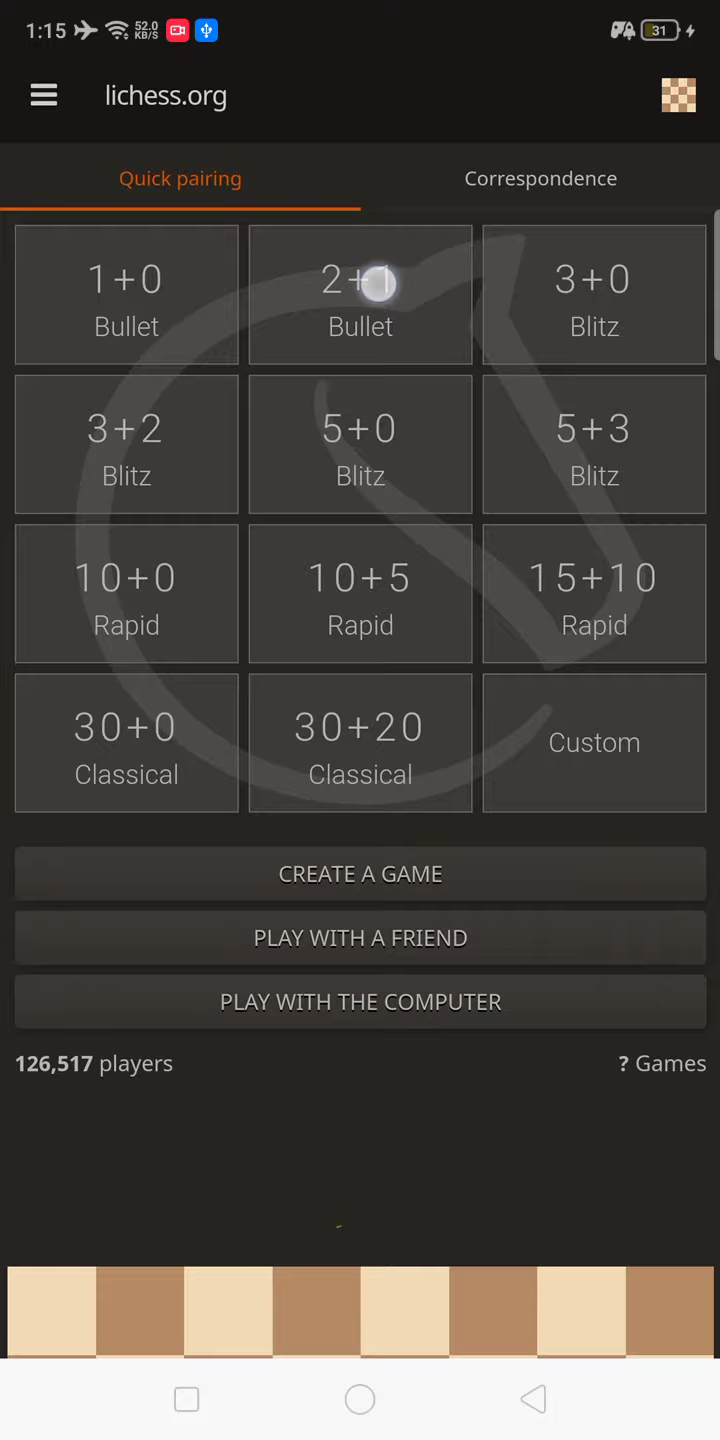 1:15 52.0 KB/S 31
lichess.org
Quick pairing Correspondence
1+0 2+1 3+0
Bullet Bullet Blitz
3+2 5+0 5+3
Blitz Blitz Blitz
10+0 10+5 15+10
Rapid Rapid Rapid
30+0 30+20 Custom
Classical Classical
CREATE A GAME
PLAY WITH A FRIEND
PLAY WITH THE COMPUTER
126,517 players ? Games